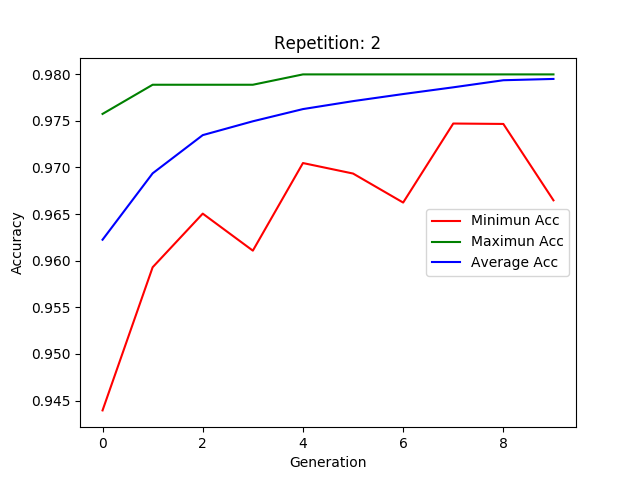 Repetition: 2
0.980
0.975
0.970
0.965
0.960
0.955
0.950
0.945
Accuracy
Minimun Acc
Maximun Acc
Average Acc
0 2 4 6 8
Generation